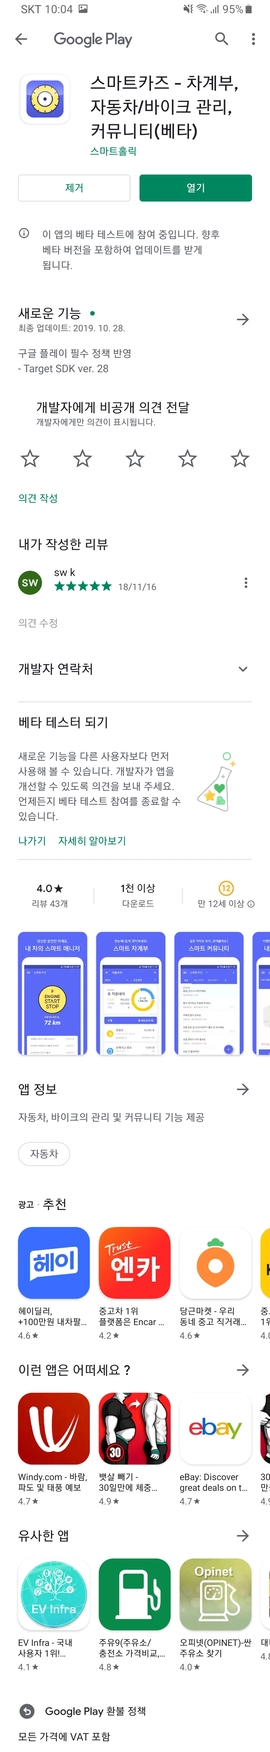 SKT 10:04 95%
Google Play
스마트카즈 - 차계부,
자동차/바이크 관리,
커뮤니티(베타)
스마트홀릭
제거 열기
이 앱의 베타 테스트에 참여 중입니다. 향후
베타 버전을 포함하여 업데이트를 받게
됩니다.
새로운 기능
최종 업데이트: 2019. 10. 28.
구글 플레이 필수 정책 반영
- Target SDK ver. 28
개발자에게 비공개 의견 전달
개발자에게만 의견이 표시됩니다.
의견 작성
내가 작성한 리뷰
SW
sw k
18/11/16
의견 수정
개발자 연락처
베타 테스터 되기
새로운 기능을 다른 사용자보다 먼저
사용해 볼 수 있습니다. 개발자가 앱을
개선할 수 있도록 의견을 보내 주세요.
언제든지 베타 테스트 참여를 종료할 수
있습니다.
나가기 자세히 알아보기
4.0★ 1천 이상 12
리뷰 43개 다운로드 만 12세 이상
내 차의 스마트 매니저
스마트 차계부
스마트 커뮤니티
ENGINE
START
STOP
72 km
앱 정보
자동차, 바이크의 관리 및 커뮤니티 기능 제공
자동차
광고 · 추천
헤이
Trust
엔카
헤이딜러, 중고차 1위 당근마켓 - 우리
+100만원 내차팔... 플랫폼은 Encar ... 동네 중고 직거래...
4.6★ 4.2★ 4.6★
이런 앱은 어떠세요 ?
30
ebay
Windy.com - 바람, 뱃살 빼기 - eBay: Discover
파도 및 태풍 예보 30일만에 체중... great deals on t...
4.7★ 4.9★ 4.7★
유사한 앱
EV Infra
Opinet
EV Infra - 국내 주유9(주유소/ 오피넷(OPINET)-싼
사용자 1위!... 충전소 가격비교,... 주유소 찾기
4.1★ 4.8★ 4.0★
Google Play 환불 정책
모든 가격에 VAT 포함